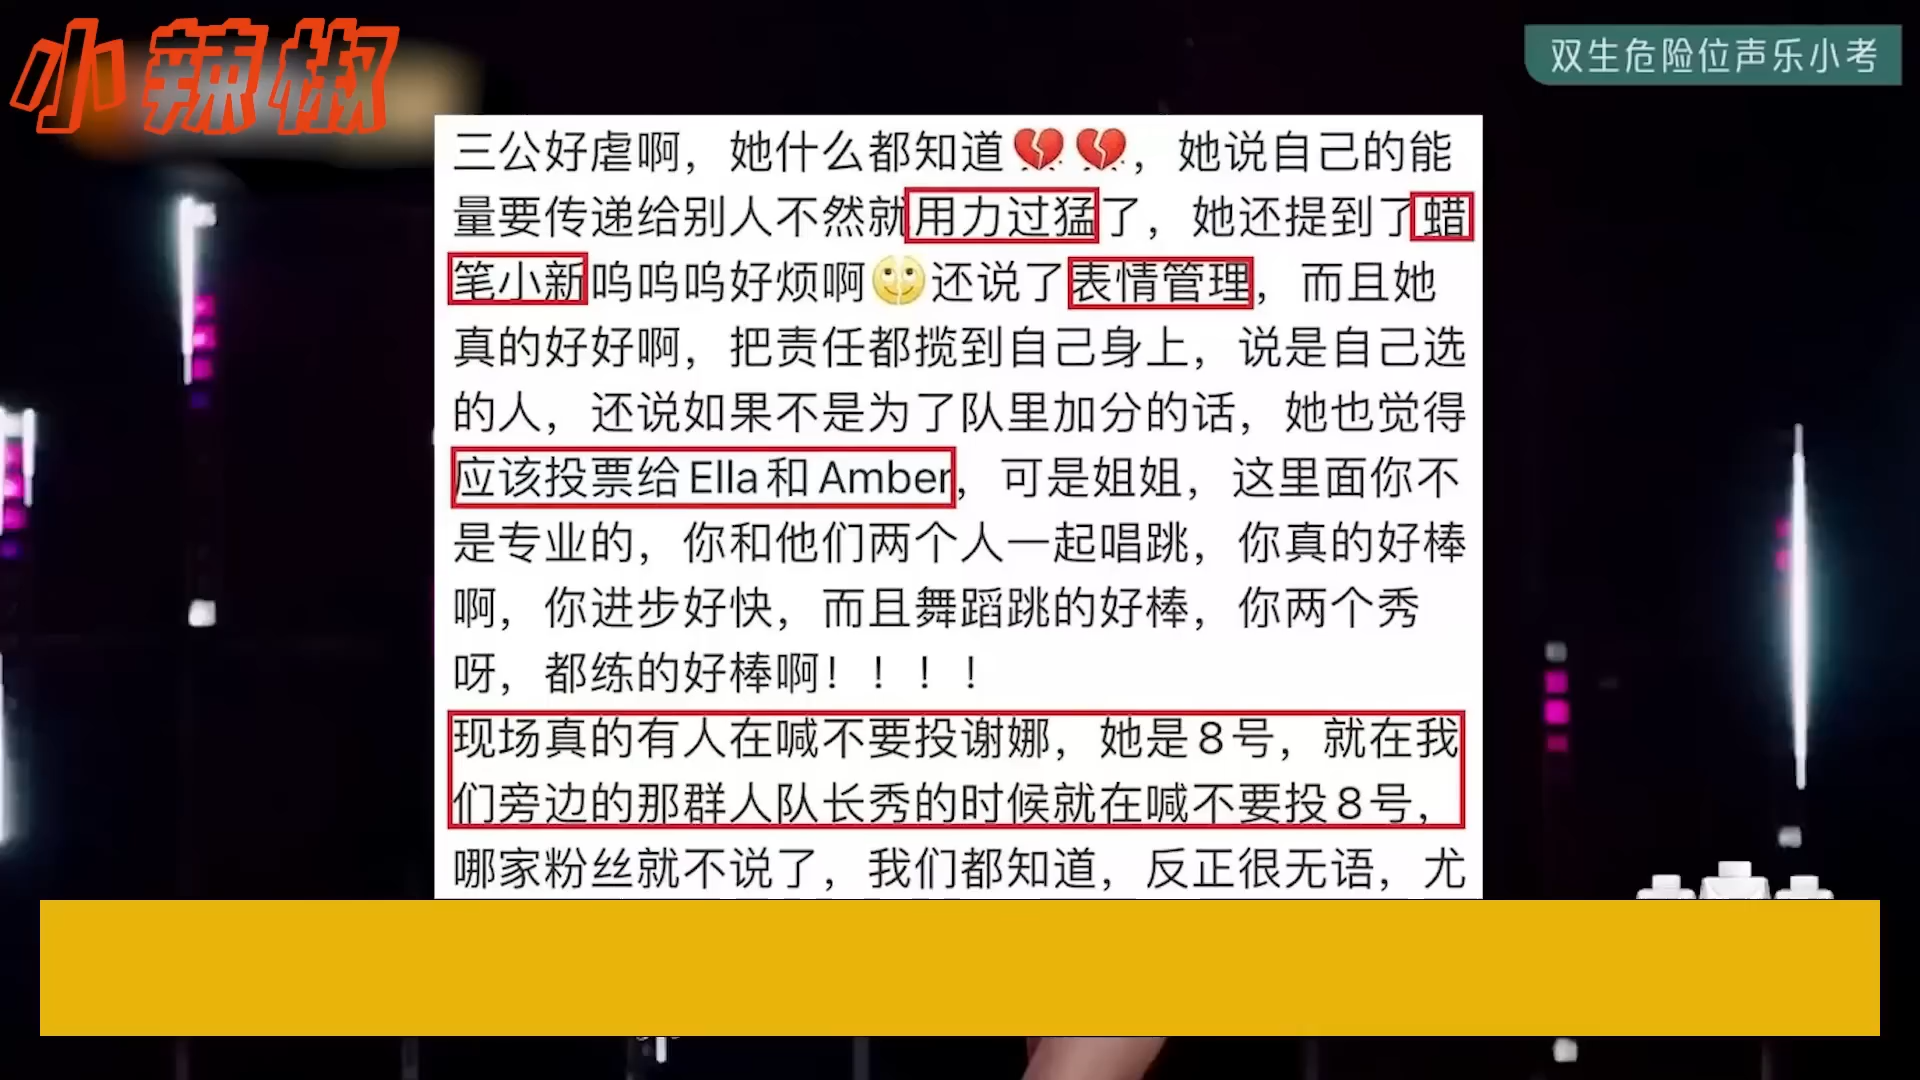 小辣椒
双生危险位声乐小考
三公好虐啊，她什么都知道💔💔，她说自己的能
量要传递给别人不然就用力过猛了，她还提到了蜡
笔小新呜呜呜好烦啊还说了表情管理，而且她
真的好好啊，把责任都揽到自己身上，说是自己选
的人，还说如果不是为了队里加分的话，她也觉得
应该投票给Ella和Amber，可是姐姐，这里面你不
是专业的，你和他们两个人一起唱跳，你真的好棒
啊，你进步好快，而且舞蹈跳的好棒，你两个秀
呀，都练的好棒啊！！！！
现场真的有人在喊不要投谢娜，她是8号，就在我
们旁边的那群人队长秀的时候就在喊不要投8号，
哪家粉丝就不说了，我们都知道，反正很无语，尤